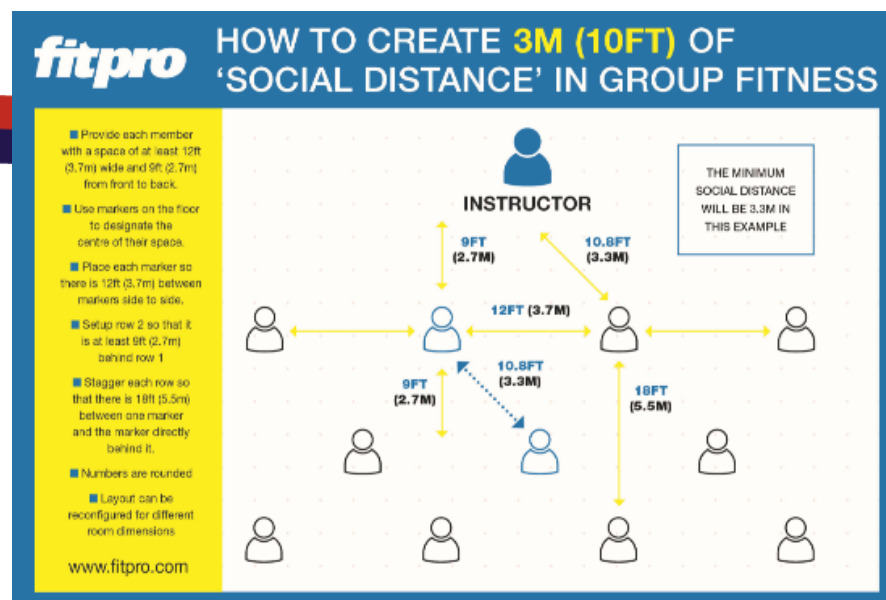 fitpro
HOW TO CREATE 3M (10FT) OF
‘SOCIAL DISTANCE’ IN GROUP FITNESS
■ Provide each member
with a space of at least 12ft
(3.7m) wide and 9ft (2.7m)
from front to back.
■ Use markers on the floor
to designate the
centre of their space.
■ Place each marker so
there is 12ft (3.7m) between
markers side to side.
■ Setup row 2 so that it
is at least 9ft (2.7m)
behind row 1
■ Stagger each row so
that there is 18ft (5.5m)
between one marker
and the marker directly
behind it.
■ Numbers are rounded
■ Layout can be
reconfigured for different
room dimensions
www.fitpro.com
INSTRUCTOR
THE MINIMUM
SOCIAL DISTANCE
WILL BE 3.3M IN
THIS EXAMPLE
9FT
(2.7M)
10.8FT
(3.3M)
12FT (3.7M)
9FT
(2.7M)
10.8FT
(3.3M)
18FT
(5.5M)